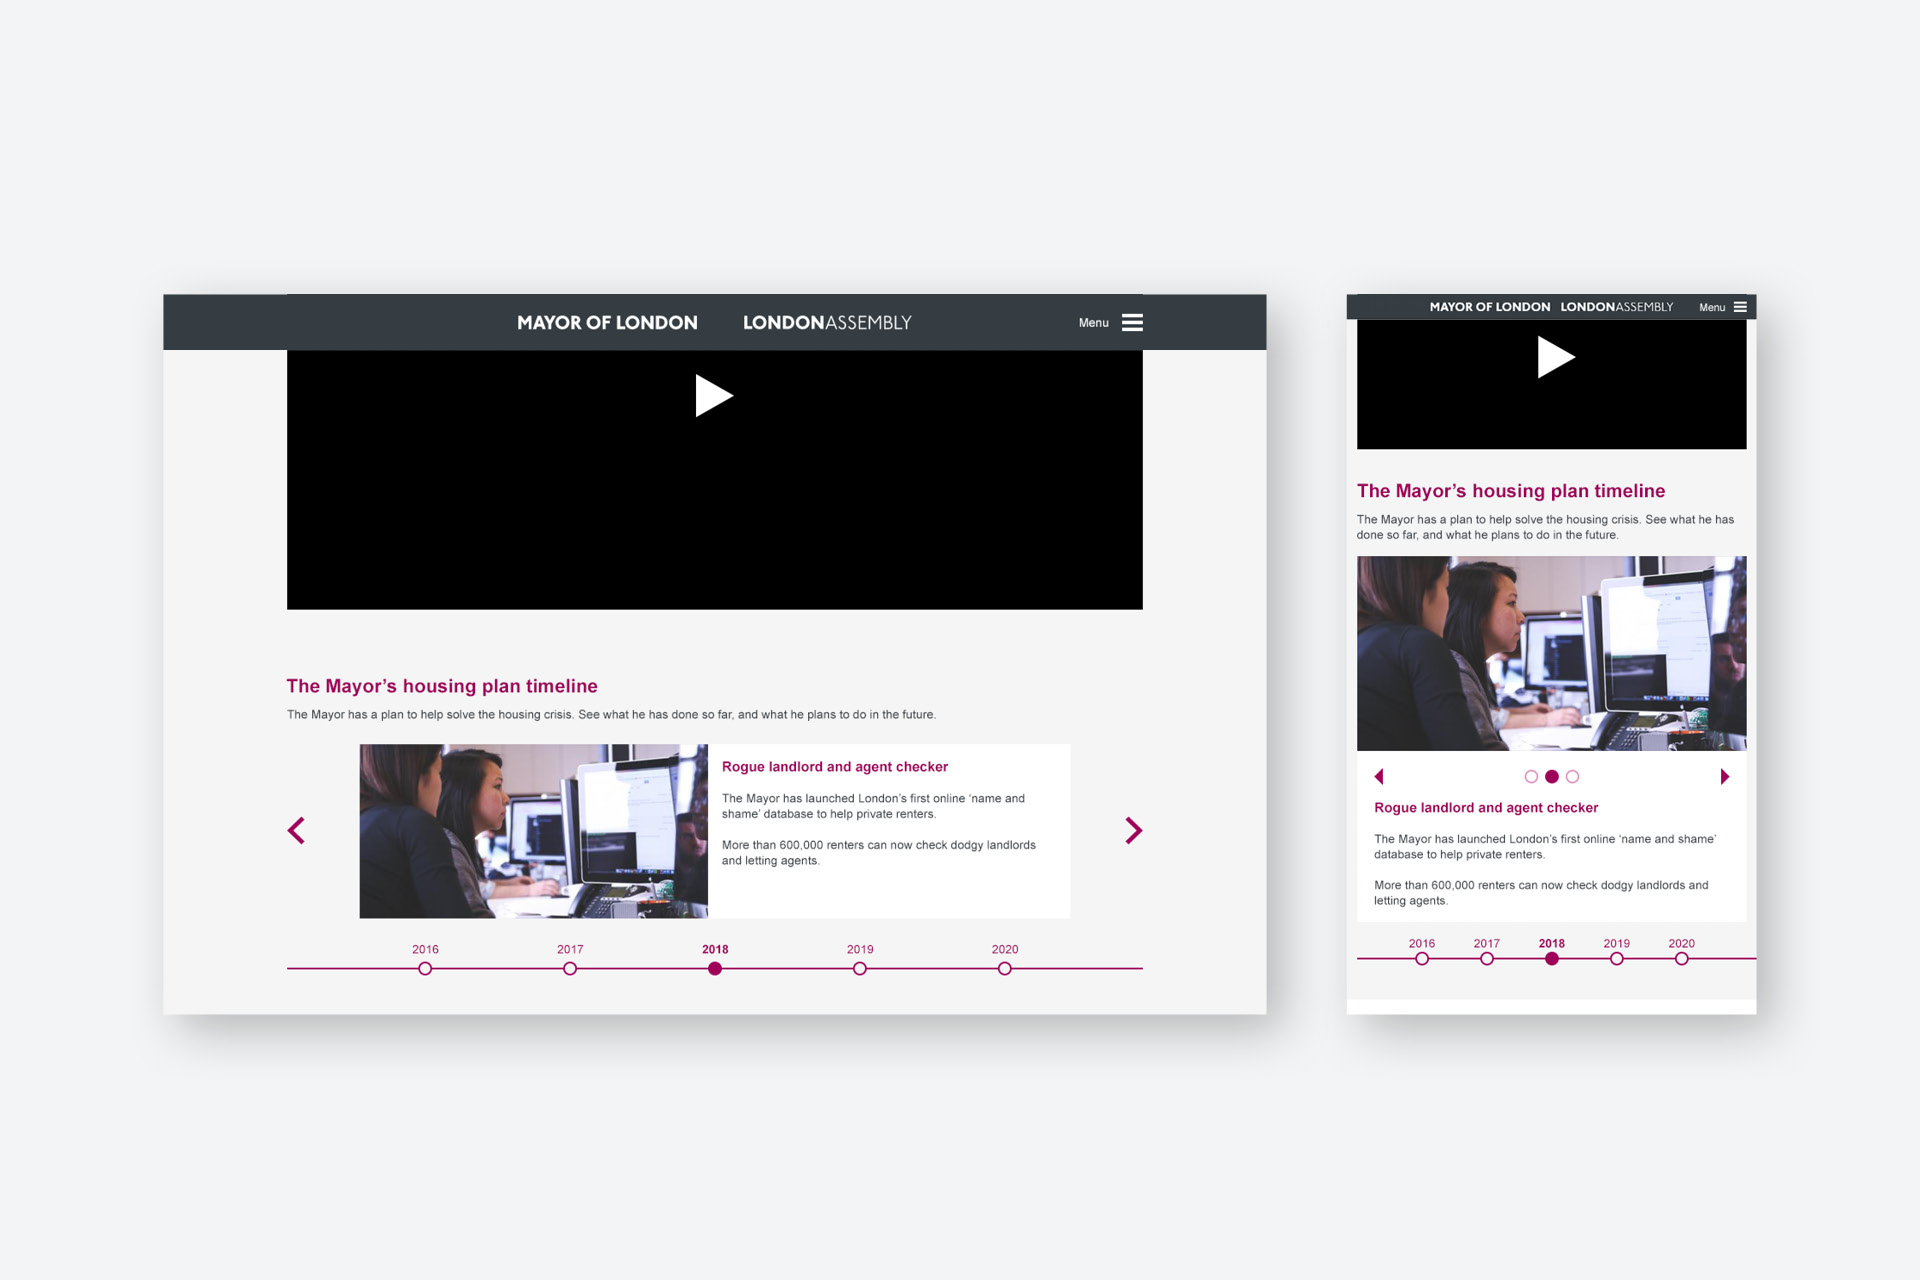 MAYOR OF LONDON LONDONASSEMBLY Menu
The Mayor’s housing plan timeline
The Mayor has a plan to help solve the housing crisis. See what he has done so far, and what he plans to do in the future.
Rogue landlord and agent checker
The Mayor has launched London’s first online ‘name and
shame’ database to help private renters.
More than 600,000 renters can now check dodgy landlords
and letting agents.
2016 2017 2018 2019 2020
MAYOR OF LONDON LONDONASSEMBLY Menu
The Mayor’s housing plan timeline
The Mayor has a plan to help solve the housing crisis. See what he has
done so far, and what he plans to do in the future.
Rogue landlord and agent checker
The Mayor has launched London’s first online ‘name and shame’
database to help private renters.
More than 600,000 renters can now check dodgy landlords and
letting agents.
2016 2017 2018 2019 2020